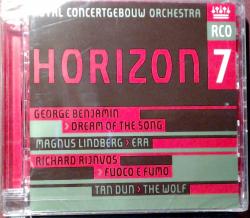 ROYAL CONCERTGEBOUW ORCHESTRA
RCO
HORIZON 7
GEORGE BENJAMIN
> DREAM OF THE SONG
MAGNUS LINDBERG > ERA
RICHARD RIJNVOS
> FUOCO E FUMO
TAN DUN > THE WOLF